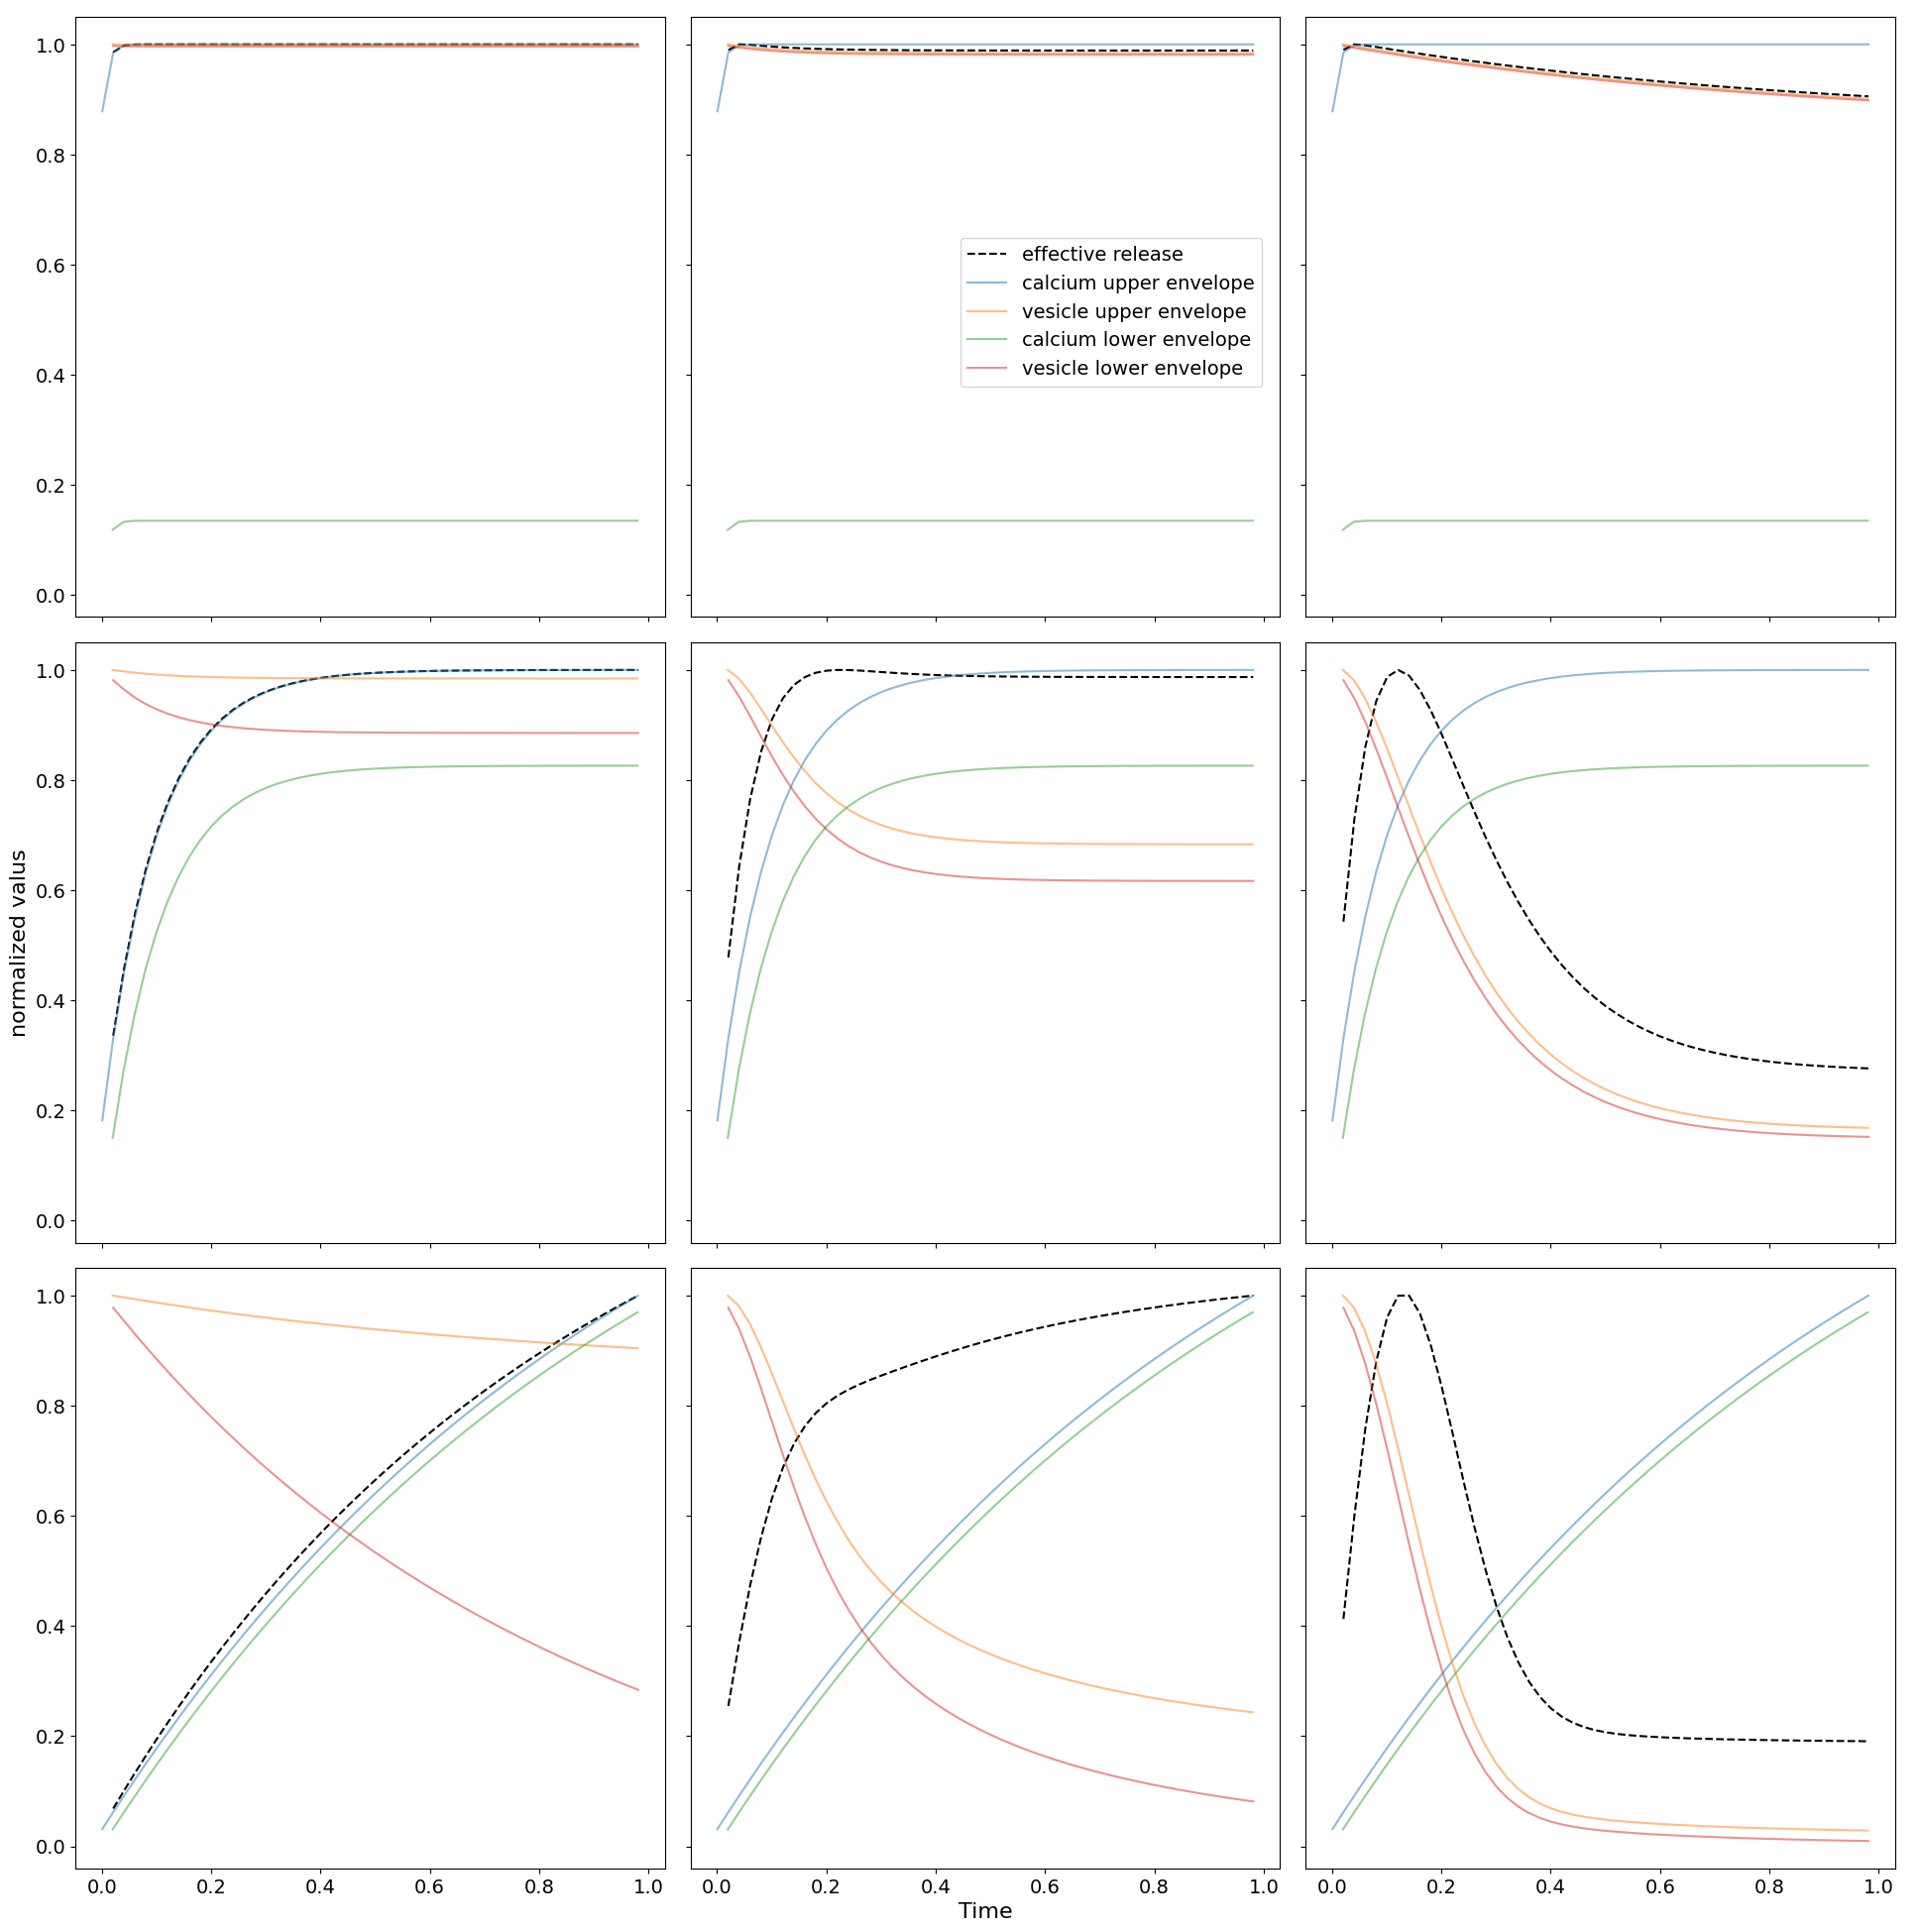 1.0
0.8
0.6
0.4
0.2
0.0
effective release
calcium upper envelope
vesicle upper envelope
calcium lower envelope
vesicle lower envelope
1.0
0.8
0.6
0.4
0.2
0.0
normalized valus
1.0
0.8
0.6
0.4
0.2
0.0
0.0 0.2 0.4 0.6 0.8 1.0 0.0 0.2 0.4 0.6 0.8 1.0 0.0 0.2 0.4 0.6 0.8 1.0
Time